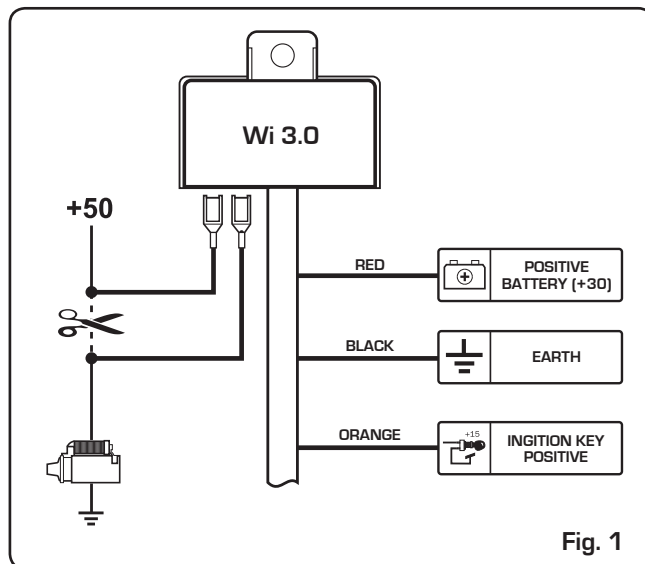 Wi 3.0
+50
RED
POSITIVE
BATTERY (+30)
BLACK
EARTH
ORANGE
+15
INGITION KEY
POSITIVE
Fig. 1